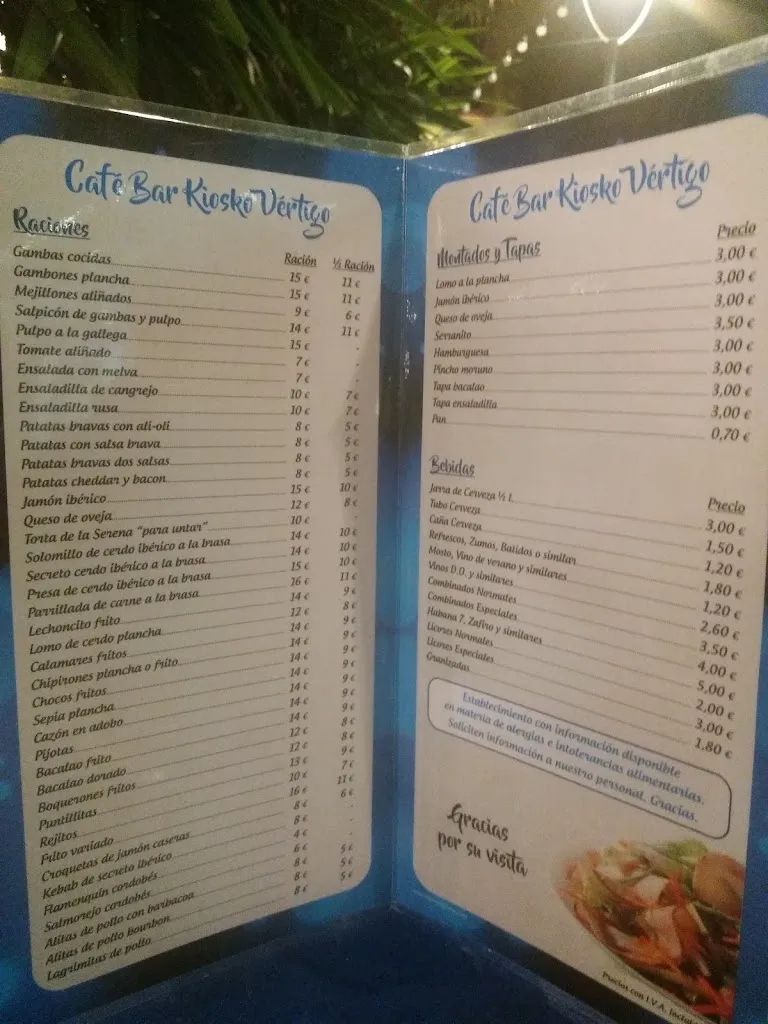 Café Bar Kiosko Vértigo
Raciones Ración ½ Ración
Gambas cocidas 15 € 11 €
Gambones plancha 15 € 11 €
Mejillones aliñados 9 € 6 €
Salpicón de gambas y pulpo 14 € 11 €
Pulpo a la gallega 15 € -
Tomate aliñado 7 € -
Ensalada con melva 7 € -
Ensaladilla de cangrejo 10 € 7 €
Ensaladilla rusa 10 € 7 €
Patatas bravas con ali-oli 8 € 5 €
Patatas con salsa brava 8 € 5 €
Patatas bravas dos salsas 8 € 5 €
Patatas cheddar y bacon 8 € 5 €
Jamón ibérico 15 € 10 €
Queso de oveja 12 € 8 €
Torta de la Serena "para untar" 10 € -
Solomillo de cerdo ibérico a la brasa 14 € 10 €
Secreto cerdo ibérico a la brasa 14 € 10 €
Presa de cerdo ibérico a la brasa 15 € 10 €
Parrillada de carne a la brasa 16 € 11 €
Lechoncito frito 14 € 9 €
Lomo de cerdo plancha 12 € 8 €
Calamares fritos 14 € 9 €
Chipirones plancha o frito 14 € 9 €
Chocos fritos 14 € 9 €
Sepia plancha 14 € 9 €
Cazón en adobo 14 € 9 €
Pijotas 14 € 9 €
Bacalao frito 14 € 9 €
Bacalao dorado 12 € 8 €
Boquerones fritos 12 € 8 €
Puntillitas 13 € 9 €
Rejitos 10 € 7 €
Frito variado 16 € 11 €
Croquetas de jamón caseras 8 € 6 €
Kebab de secreto ibérico 8 € -
Flamenquín cordobés 4 € -
Salmorejo cordobés 6 € -
Alitas de pollo con barbacoa 8 € 5 €
Alitas de pollo bourbon 8 € 5 €
Lagrimitas de pollo 8 € 5 €
Café Bar Kiosko Vértigo
Montados y Tapas Precio
Lomo a la plancha 3,00 €
Jamón ibérico 3,00 €
Queso de oveja 3,00 €
Serranito 3,50 €
Hamburguesa 3,00 €
Pincho moruno 3,00 €
Tapa bacalao 3,00 €
Tapa ensaladilla 3,00 €
Pan 0,70 €
Bebidas Precio
Jarra de Cerveza ½ l. 3,00 €
Tubo Cerveza 1,50 €
Caña Cerveza 1,20 €
Refrescos, Zumos, Batidos o similar 1,80 €
Mosto, Vino de verano y similares 1,20 €
Vinos D.O. y similares 2,60 €
Combinados Normales 3,50 €
Combinados Especiales 4,00 €
Habana 7, Zafiro y similares 5,00 €
Licores Normales 2,00 €
Licores Especiales 3,00 €
Granizadas 1,80 €
Establecimiento con información disponible
en materia de alergias e intolerancias alimentarias.
Soliciten información a nuestro personal. Gracias.
Gracias
por su visita
Precios con I.V.A.